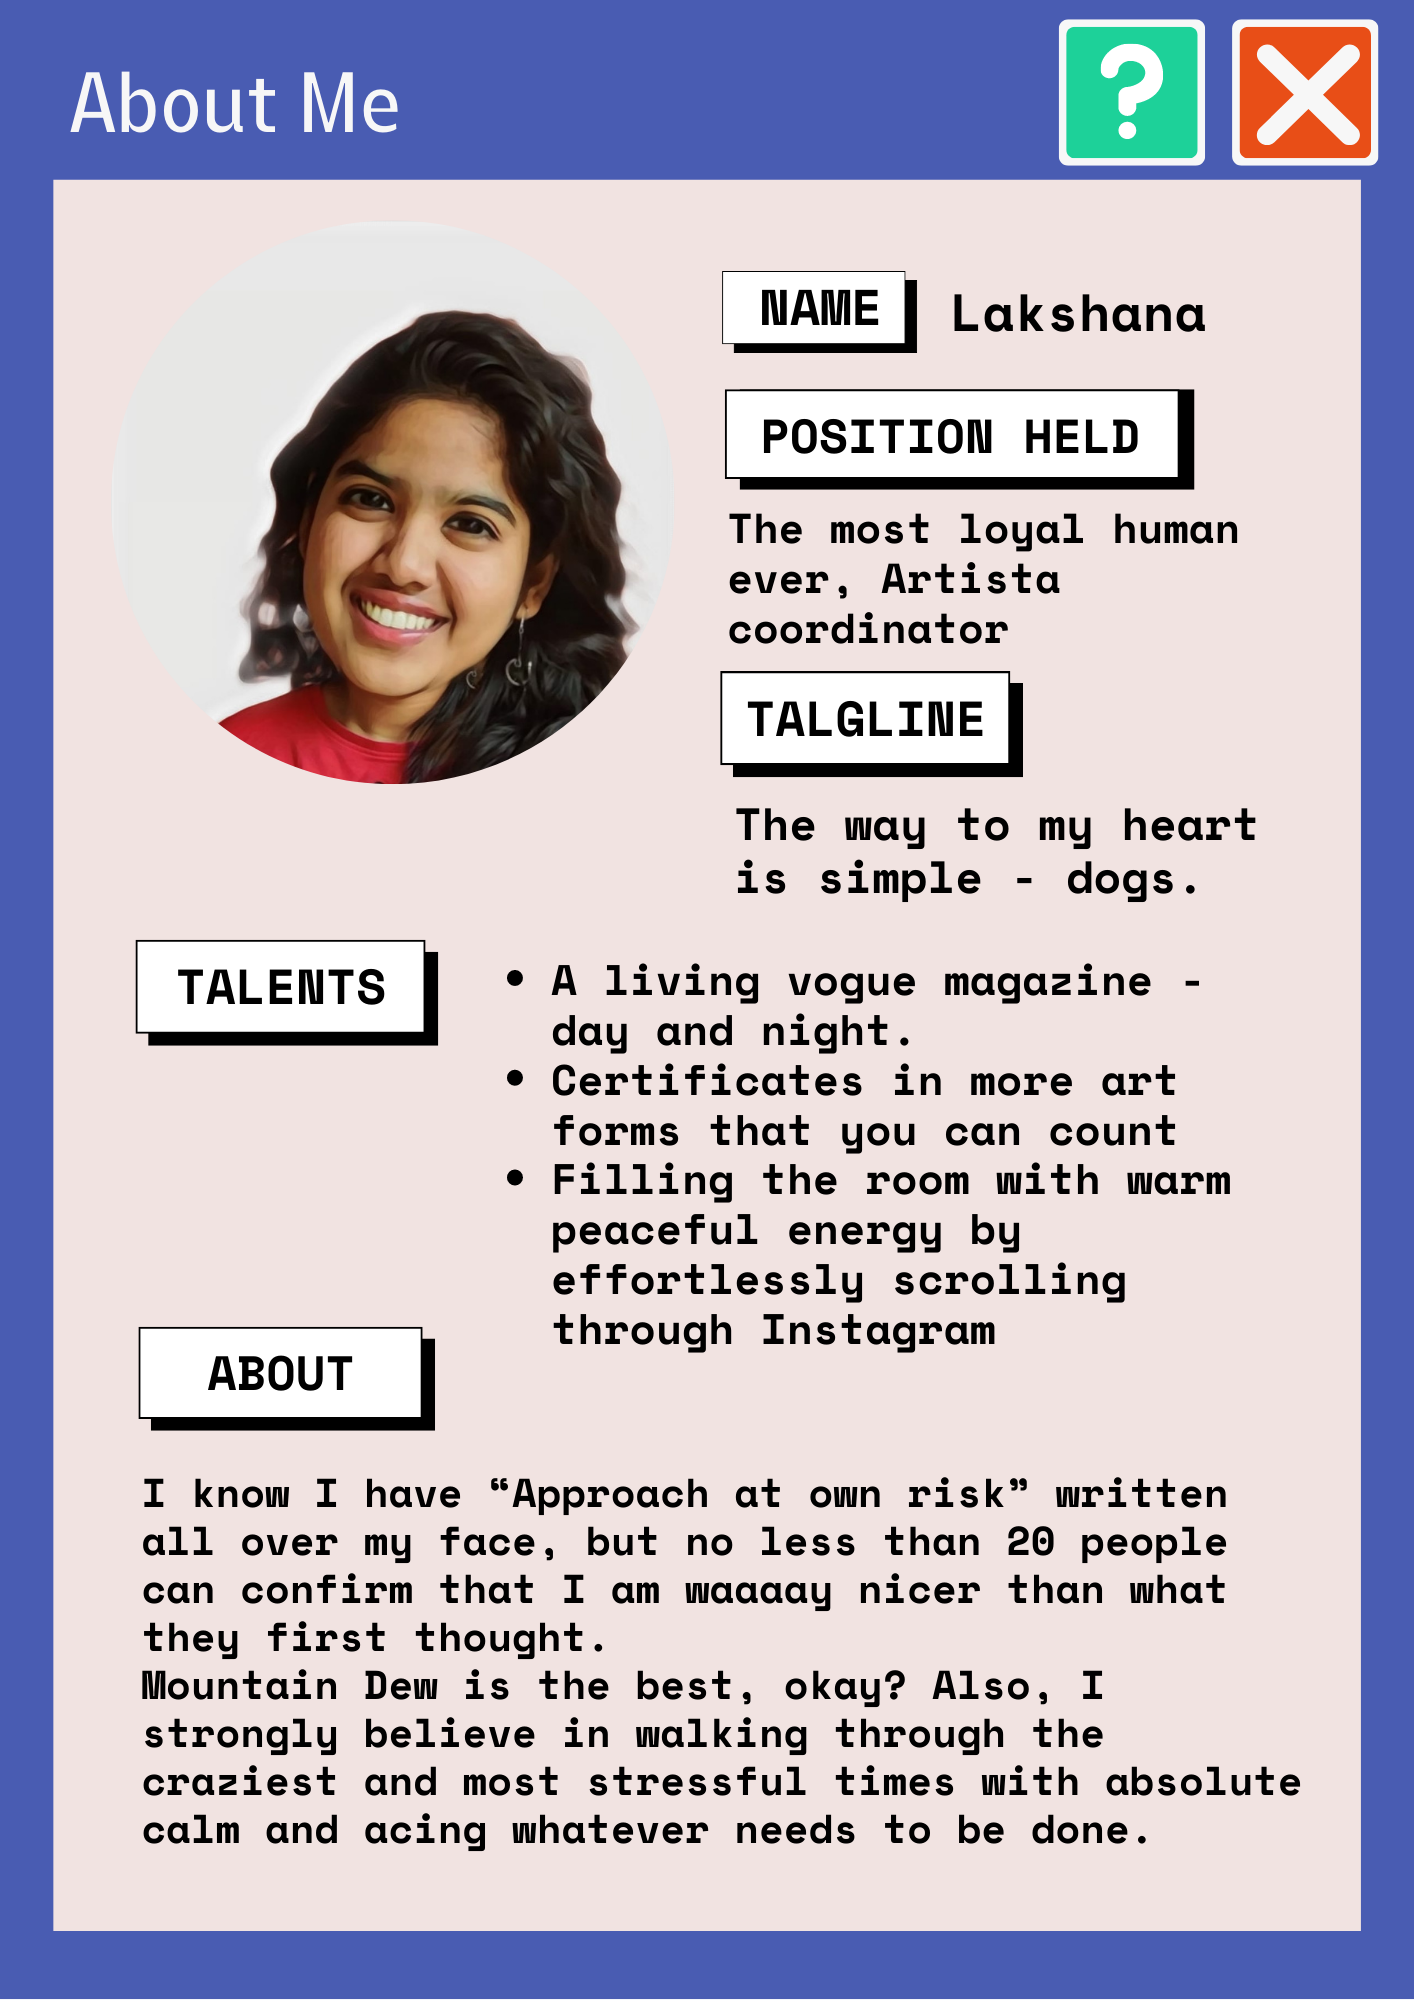 About Me
?
NAME
Lakshana
POSITION HELD
The most loyal human
ever, Artista
coordinator
TALGLINE
The way to my heart
is simple - dogs.
TALENTS
• A living vogue magazine -
day and night.
• Certificates in more art
forms that you can count
• Filling the room with warm
peaceful energy by
effortlessly scrolling
through Instagram
ABOUT
I know I have “Approach at own risk” written
all over my face, but no less than 20 people
can confirm that I am waaaay nicer than what
they first thought.
Mountain Dew is the best, okay? Also, I
strongly believe in walking through the
craziest and most stressful times with absolute
calm and acing whatever needs to be done.